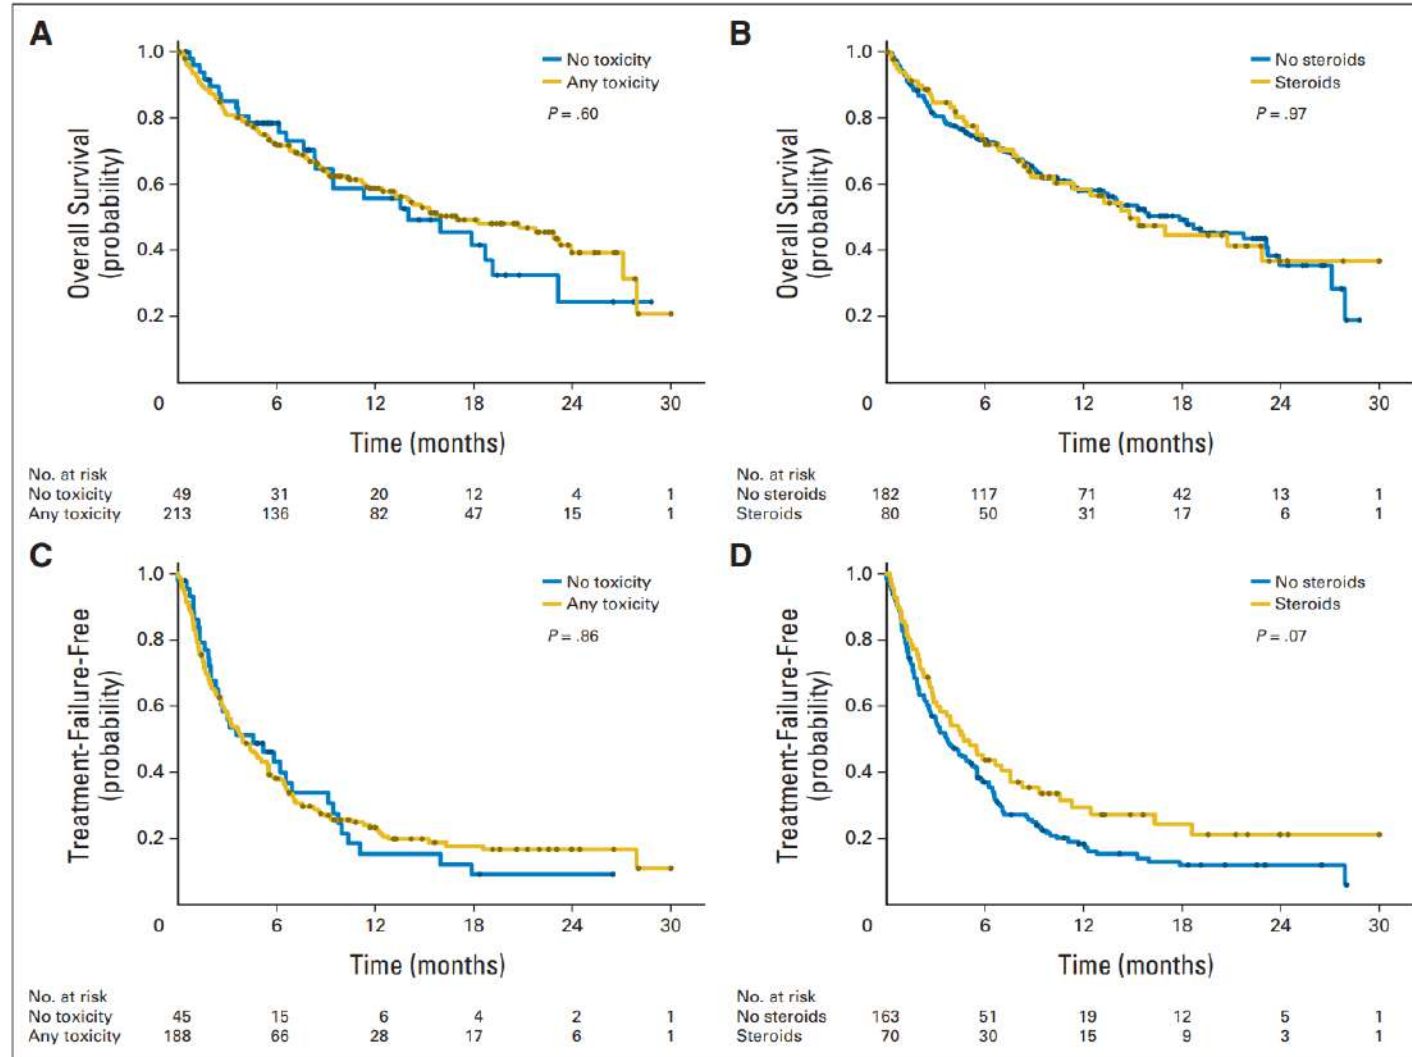 A
1.0
0.8
0.6
0.4
0.2
0 6 12 18 24 30
Overall Survival
(probability)
Time (months)
No toxicity
Any toxicity
P = .60
No. at risk
No toxicity 49 31 20 12 4 1
Any toxicity 213 136 82 47 15 1
B
1.0
0.8
0.6
0.4
0.2
0 6 12 18 24 30
Overall Survival
(probability)
Time (months)
No steroids
Steroids
P = .97
No. at risk
No steroids 182 117 71 42 13 1
Steroids 80 50 31 17 6 1
C
1.0
0.8
0.6
0.4
0.2
0 6 12 18 24 30
Treatment-Failure-Free
(probability)
Time (months)
No toxicity
Any toxicity
P = .86
No. at risk
No toxicity 45 15 6 4 2 1
Any toxicity 188 66 28 17 6 1
D
1.0
0.8
0.6
0.4
0.2
0 6 12 18 24 30
Treatment-Failure-Free
(probability)
Time (months)
No steroids
Steroids
P = .07
No. at risk
No steroids 163 51 19 12 5 1
Steroids 70 30 15 9 3 1